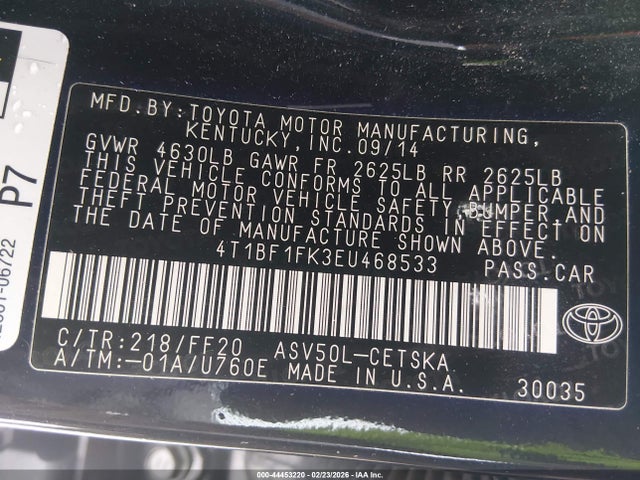 MFD.BY:TOYOTA MOTOR MANUFACTURING,
KENTUCKY,INC.09/14
GVWR 4630LB GAWR FR 2625LB RR 2625LB
THIS VEHICLE CONFORMS TO ALL APPLICABLE
FEDERAL MOTOR VEHICLE SAFETY,BUMPER,AND
THEFT PREVENTION STANDARDS IN EFFECT ON
THE DATE OF MANUFACTURE SHOWN ABOVE.
4T1BF1FK3EU468533 PASS.CAR
C/TR:218/FF20 ASV50L-CETSKA
A/TM:-01A/U760E MADE IN U.S.A. 30035
P7
06/22
000-44453220 - 02/23/2026 - IAA Inc.